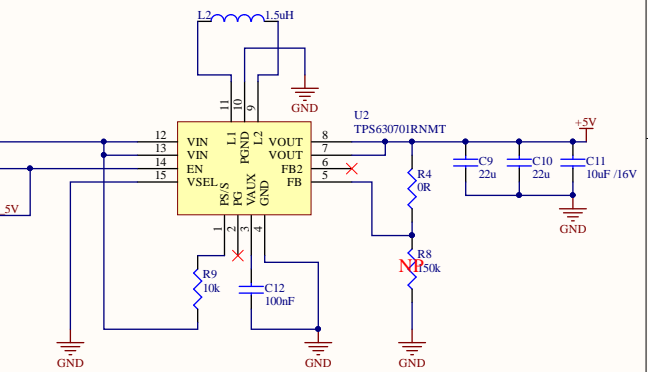 L2
1.5uH
GND
11
10
9
U2
TPS630701RNMT
+5V
L1
PGND
L2
12
VIN
VOUT
8
13
VIN
VOUT
7
14
EN
FB2
6
15
VSEL
FB
5
PS/S
PG
VAUX
GND
1
2
3
4
C9
22u
C10
22u
C11
10uF /16V
R4
0R
GND
5V
R8
150k
NP
R9
10k
C12
100nF
GND
GND
GND